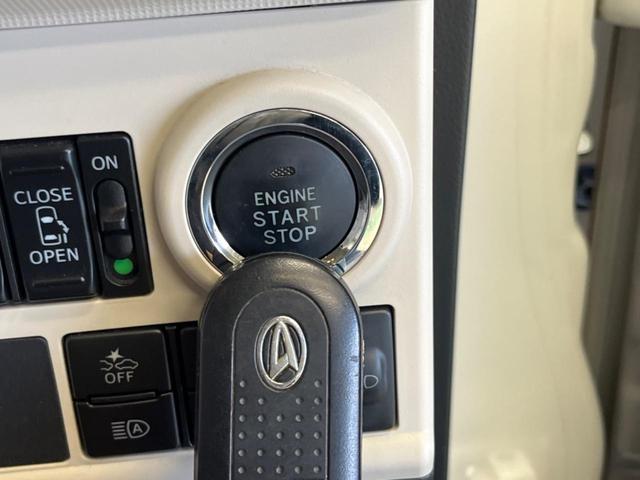 ON
CLOSE
OPEN
ENGINE
START
STOP
OFF
A